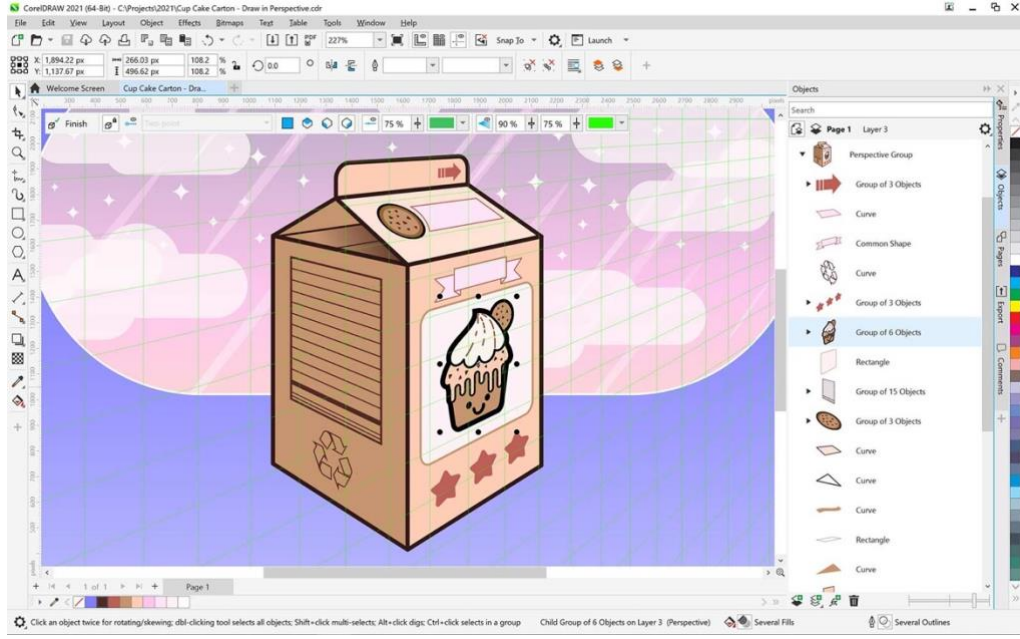 CorelDRAW 2021 (64-Bit) - C:\Projects\2021\Cup Cake Carton - Draw in Perspective.cdr
File Edit View Layout Object Effects Bitmaps Text Table Tools Window Help
PDF 227% Snap To Launch
X: 1,894.22 px 266.03 px 108.2 % 0.0
Y: 1,137.67 px 496.62 px 108.2 %
Welcome Screen Cup Cake Carton - Dra...
Finish 75 % 90 % 75 %
Objects
Search
Page 1 Layer 3
Perspective Group
Group of 3 Objects
Curve
Common Shape
Curve
Group of 3 Objects
Group of 6 Objects
Rectangle
Group of 15 Objects
Group of 3 Objects
Curve
Curve
Curve
Rectangle
Curve
Properties
Objects
Pages
Export
Comments
1 of 1 Page 1
Click an object twice for rotating/skewing; dbl-clicking tool selects all objects; Shift+click multi-selects; Alt+click digs; Ctrl+click selects in a group Child Group of 6 Objects on Layer 3 (Perspective) Several Fills Several Outlines